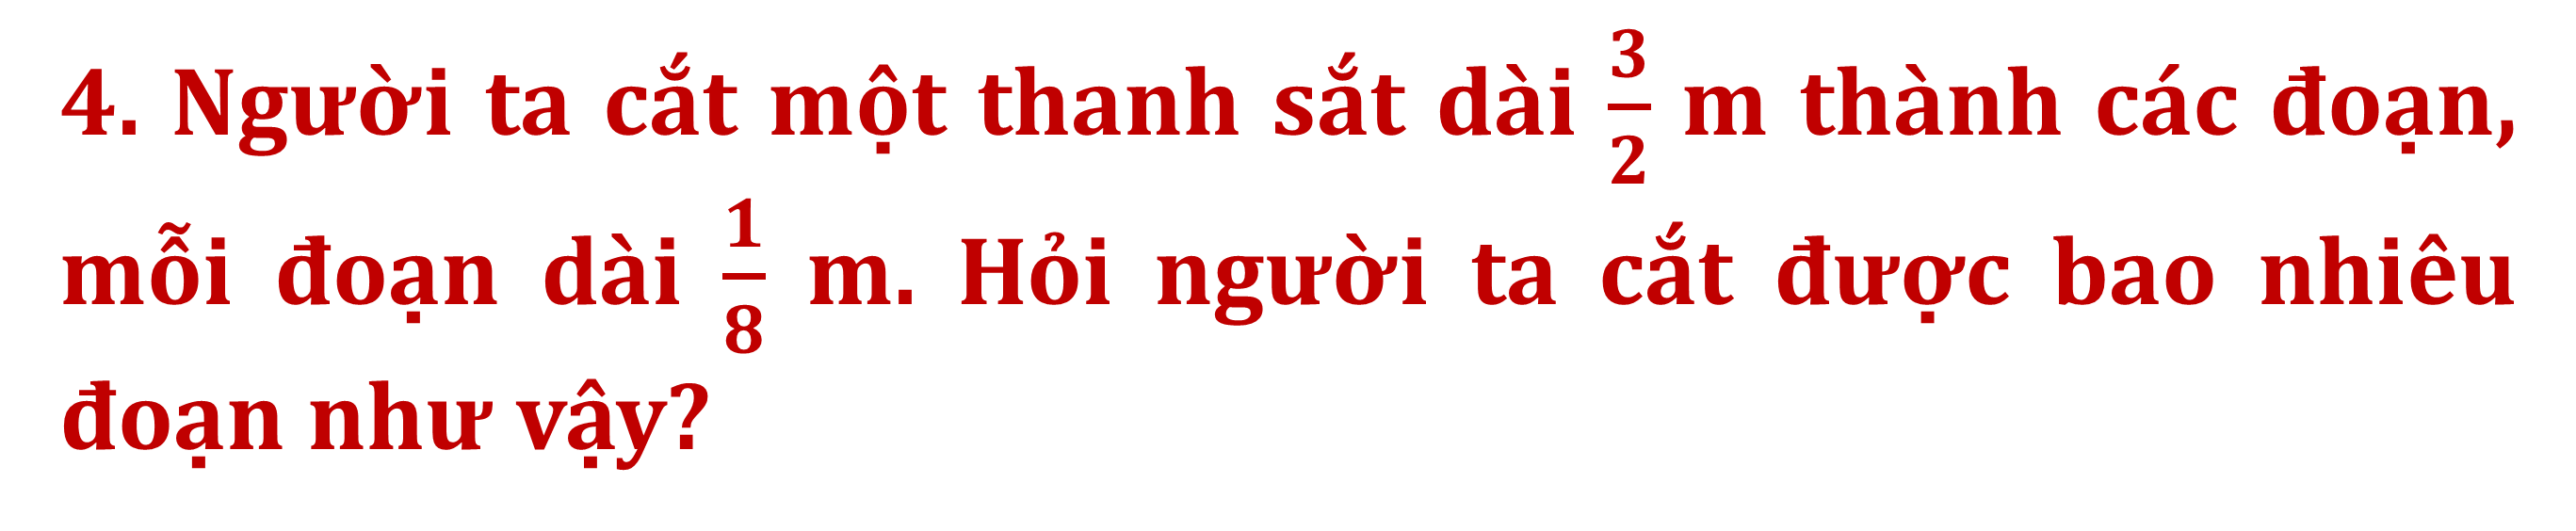 4. Người ta cắt một thanh sắt dài 3/2 m thành các đoạn,
mỗi đoạn dài 1/8 m. Hỏi người ta cắt được bao nhiêu
đoạn như vậy?